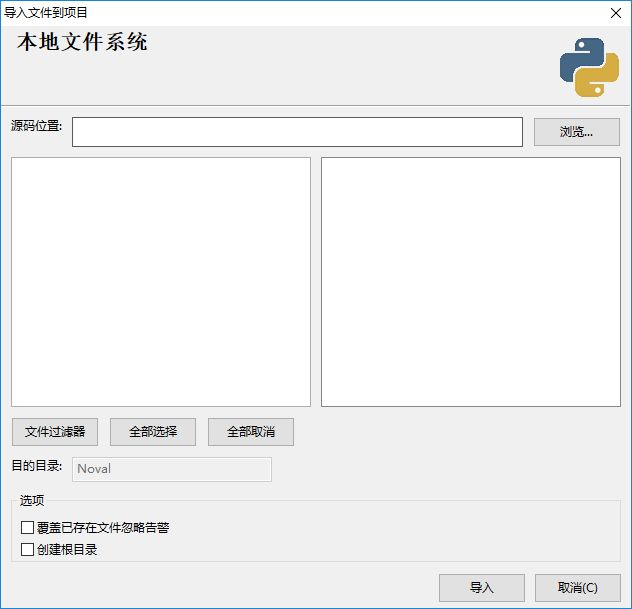 导入文件到项目
本地文件系统
源码位置:
浏览...
文件过滤器
全部选择
全部取消
目的目录:
Noval
选项
覆盖已存在文件忽略告警
创建根目录
导入
取消(C)